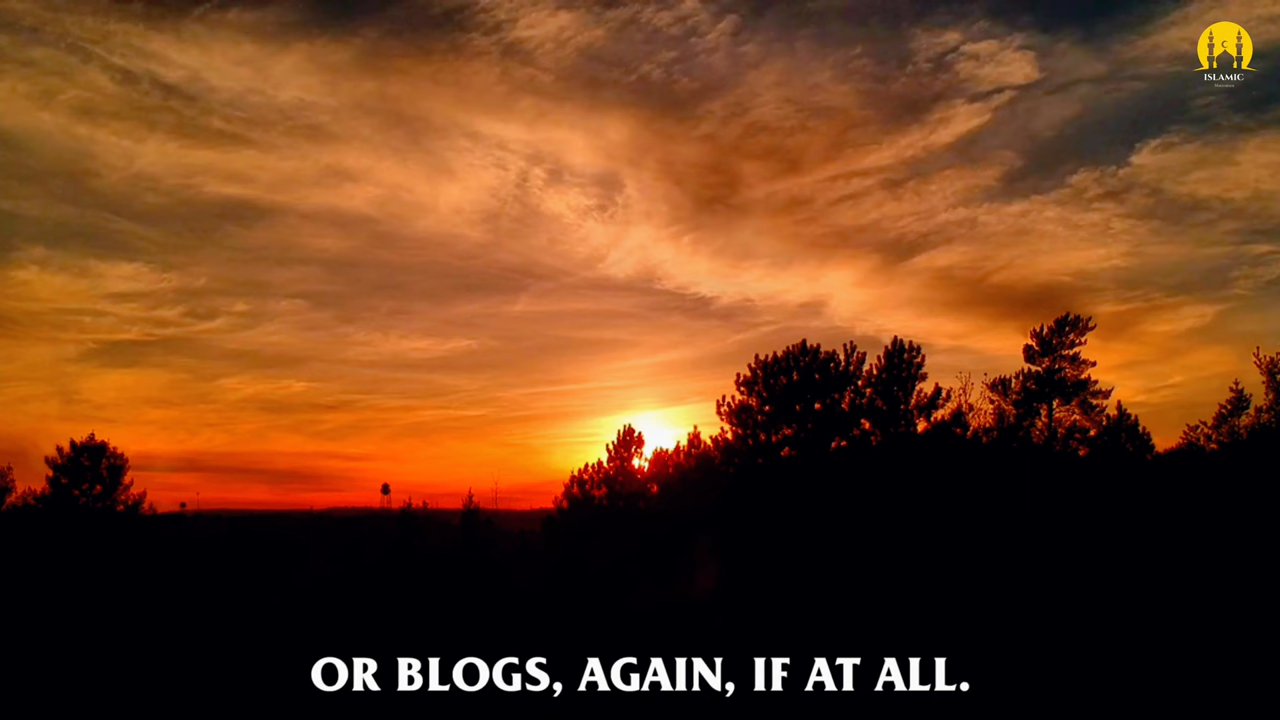 ISLAMIC
OR BLOGS, AGAIN, IF AT ALL.